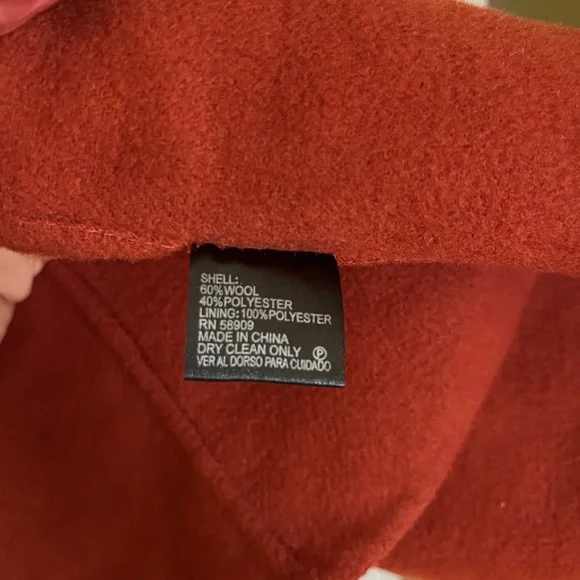 SHELL:
60%WOOL
40%POLYESTER
LINING:100%POLYESTER
RN 58909
MADE IN CHINA
DRY CLEAN ONLY Ⓟ
VER AL DORSO PARA CUIDADO